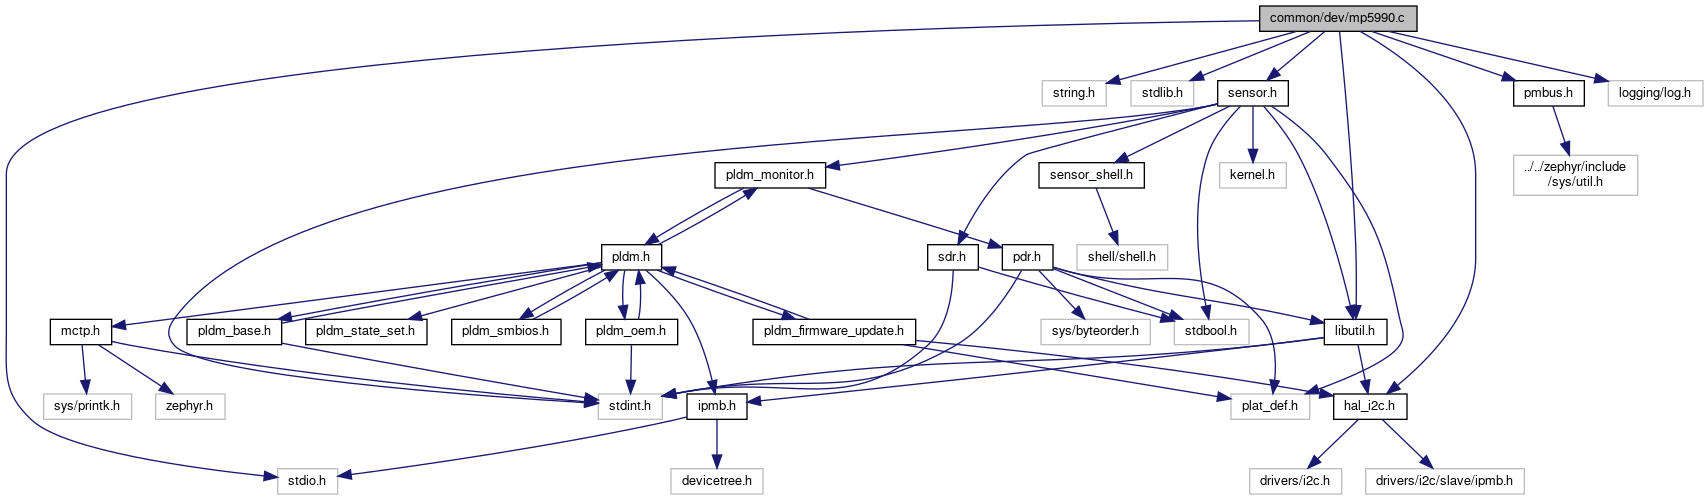 common/dev/mp5990.c
string.h
stdlib.h
sensor.h
pmbus.h
logging/log.h
pldm_monitor.h
sensor_shell.h
kernel.h
../../zephyr/include
/sys/util.h
pldm.h
sdr.h
pdr.h
shell/shell.h
mctp.h
pldm_base.h
pldm_state_set.h
pldm_smbios.h
pldm_oem.h
pldm_firmware_update.h
sys/byteorder.h
stdbool.h
libutil.h
sys/printk.h
zephyr.h
stdint.h
ipmb.h
plat_def.h
hal_i2c.h
stdio.h
devicetree.h
drivers/i2c.h
drivers/i2c/slave/ipmb.h